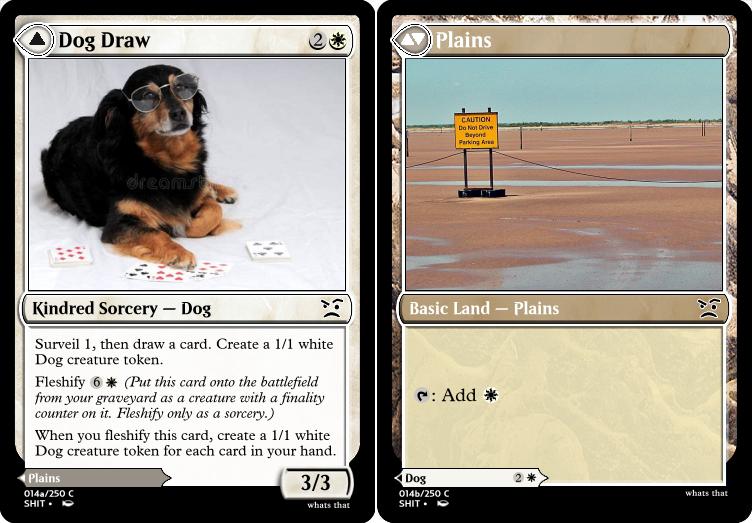 Dog Draw
2
dreamst
Kindred Sorcery — Dog
Surveil 1, then draw a card. Create a 1/1 white
Dog creature token.
Fleshify 6 (Put this card onto the battlefield
from your graveyard as a creature with a finality
counter on it. Fleshify only as a sorcery.)
When you fleshify this card, create a 1/1 white
Dog creature token for each card in your hand.
Plains
3/3
014a/250 C
SHIT •
whats that
Plains
CAUTION
Do Not Drive
Beyond
Parking Area
Basic Land — Plains
: Add
Dog 2
014b/250 C
SHIT •
whats that